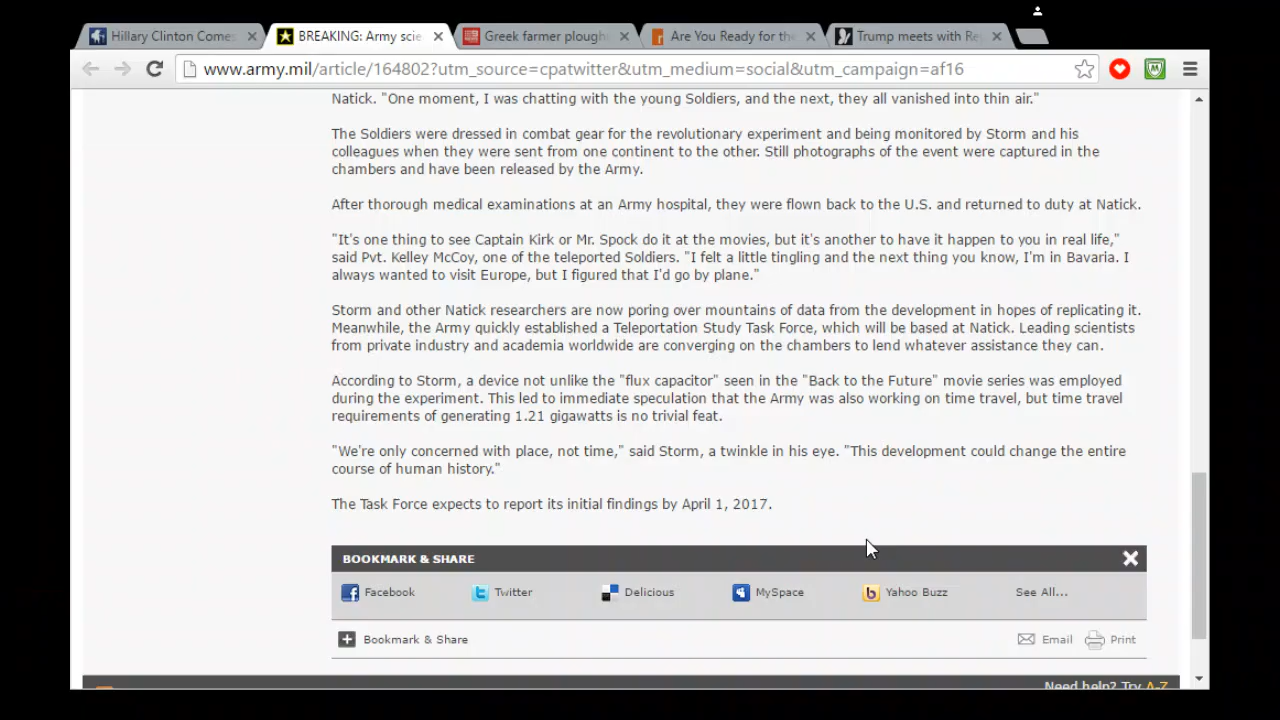 Hillary Clinton Comes
BREAKING: Army scie
Greek farmer plough
Are You Ready for the
Trump meets with Rep
www.army.mil/article/164802?utm_source=cpatwitter&utm_medium=social&utm_campaign=af16
Natick. "One moment, I was chatting with the young Soldiers, and the next, they all vanished into thin air."
The Soldiers were dressed in combat gear for the revolutionary experiment and being monitored by Storm and his
colleagues when they were sent from one continent to the other. Still photographs of the event were captured in the
chambers and have been released by the Army.
After thorough medical examinations at an Army hospital, they were flown back to the U.S. and returned to duty at Natick.
"It's one thing to see Captain Kirk or Mr. Spock do it at the movies, but it's another to have it happen to you in real life,"
said Pvt. Kelley McCoy, one of the teleported Soldiers. "I felt a little tingling and the next thing you know, I'm in Bavaria. I
always wanted to visit Europe, but I figured that I'd go by plane."
Storm and other Natick researchers are now poring over mountains of data from the development in hopes of replicating it.
Meanwhile, the Army quickly established a Teleportation Study Task Force, which will be based at Natick. Leading scientists
from private industry and academia worldwide are converging on the chambers to lend whatever assistance they can.
According to Storm, a device not unlike the "flux capacitor" seen in the "Back to the Future" movie series was employed
during the experiment. This led to immediate speculation that the Army was also working on time travel, but time travel
requirements of generating 1.21 gigawatts is no trivial feat.
"We're only concerned with place, not time," said Storm, a twinkle in his eye. "This development could change the entire
course of human history."
The Task Force expects to report its initial findings by April 1, 2017.
BOOKMARK & SHARE
Facebook Twitter Delicious MySpace Yahoo Buzz See All...
Bookmark & Share Email Print
Need help? Try A-Z